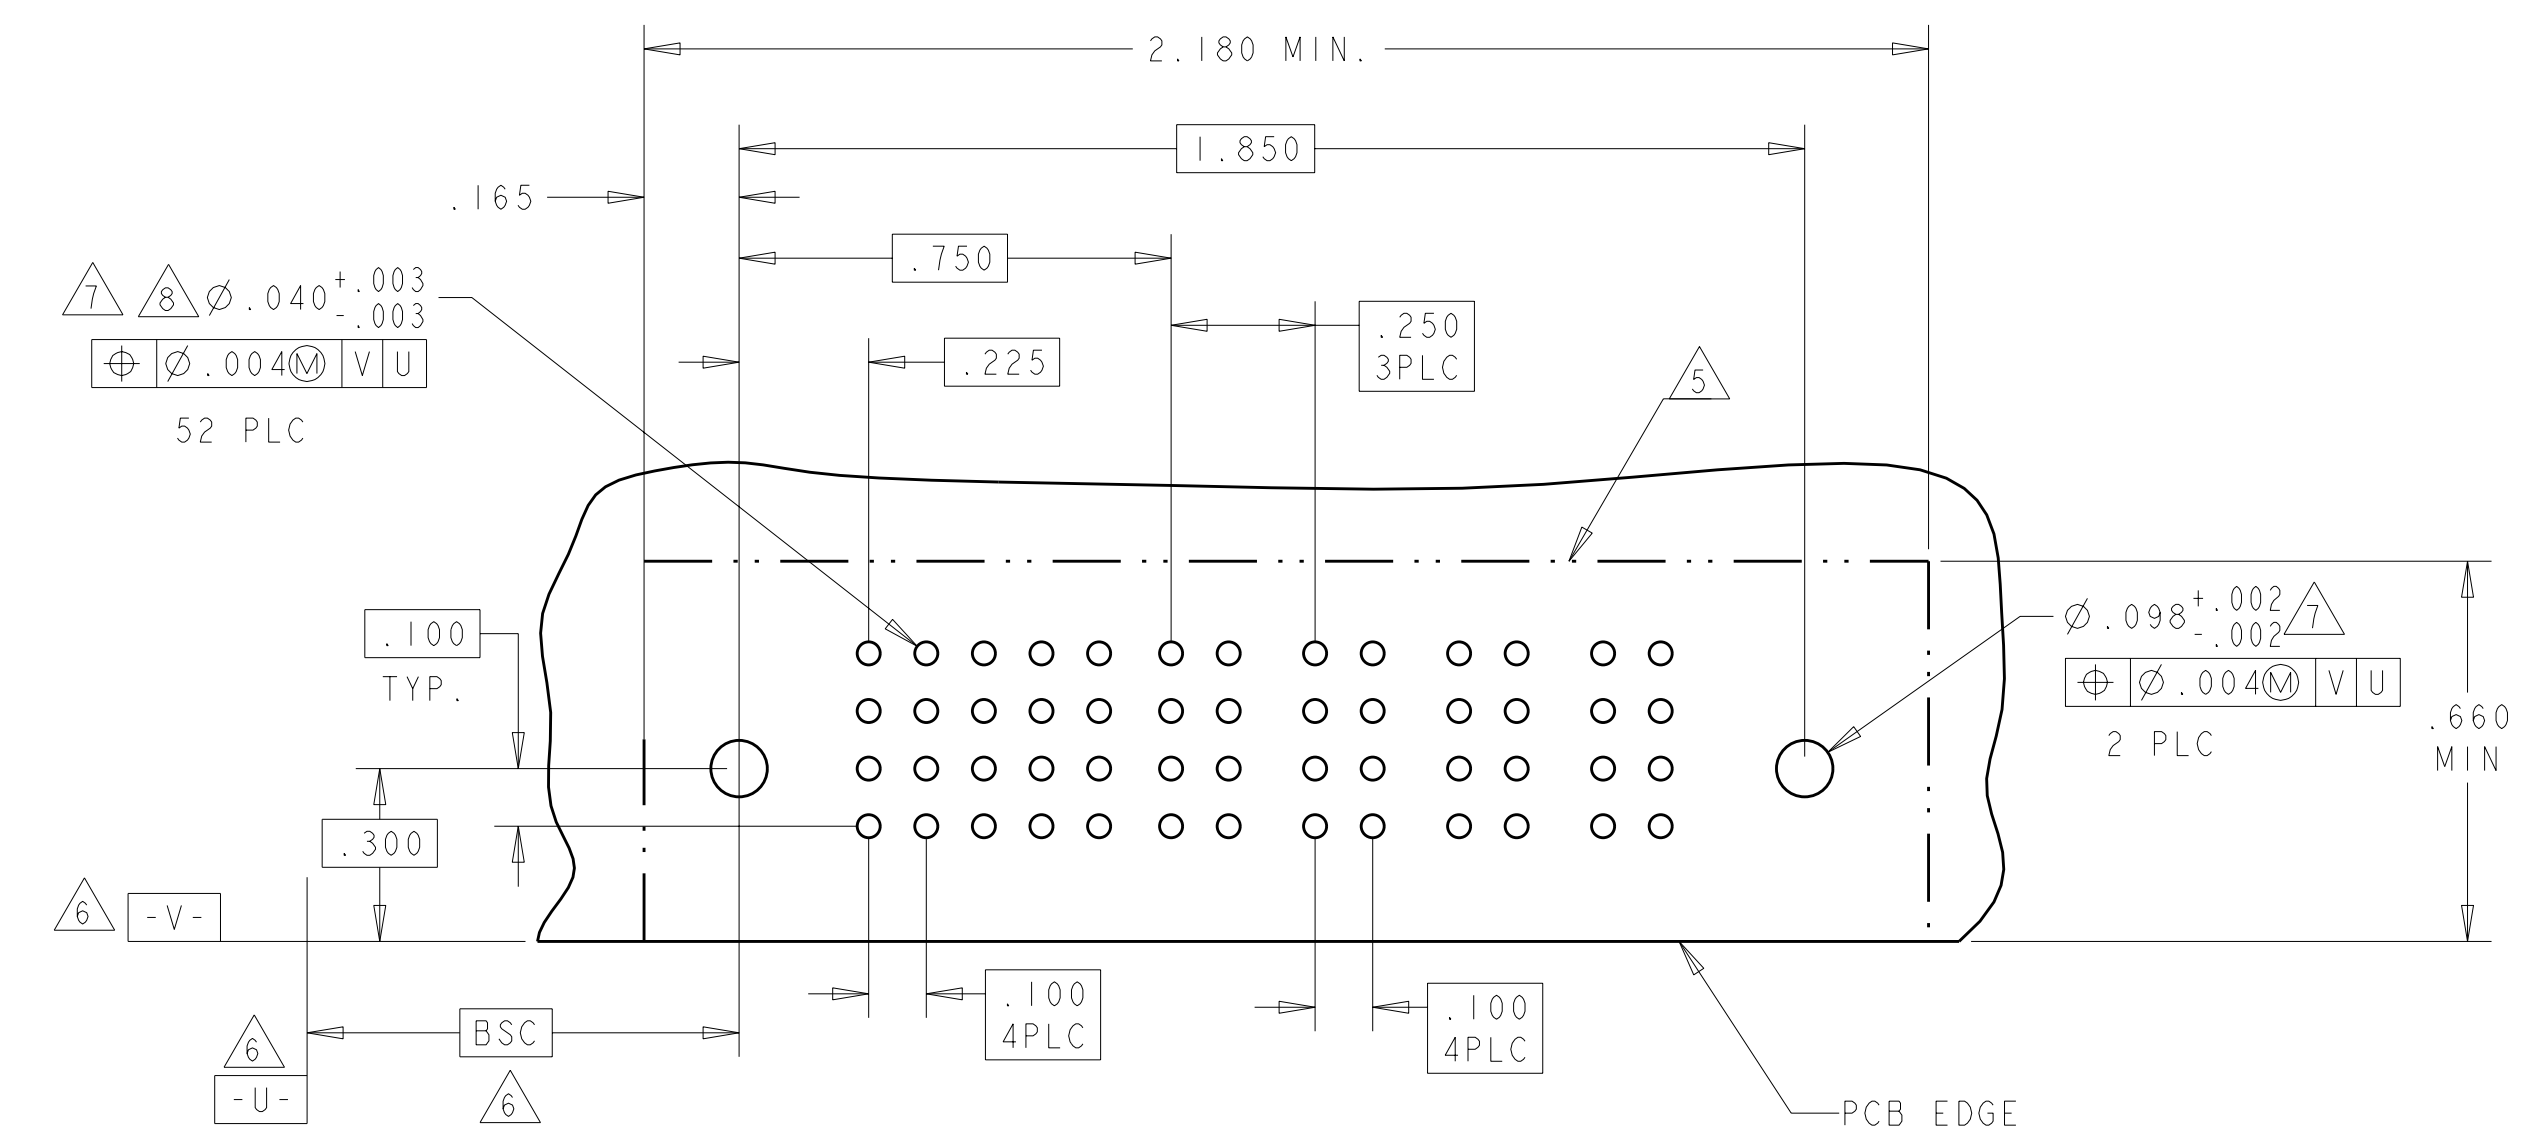 2.180 MIN.
1.850
.165
.750
7 8 Ø.040 +.003
-.003
⌖ Ø.004Ⓜ V U
52 PLC
.250
3PLC
.225
5
.100
TYP.
Ø.098 +.002
-.002 7
⌖ Ø.004Ⓜ V U
2 PLC
.660
MIN
.300
6 -V-
.100
4PLC
.100
4PLC
BSC
6
-U-
6
PCB EDGE